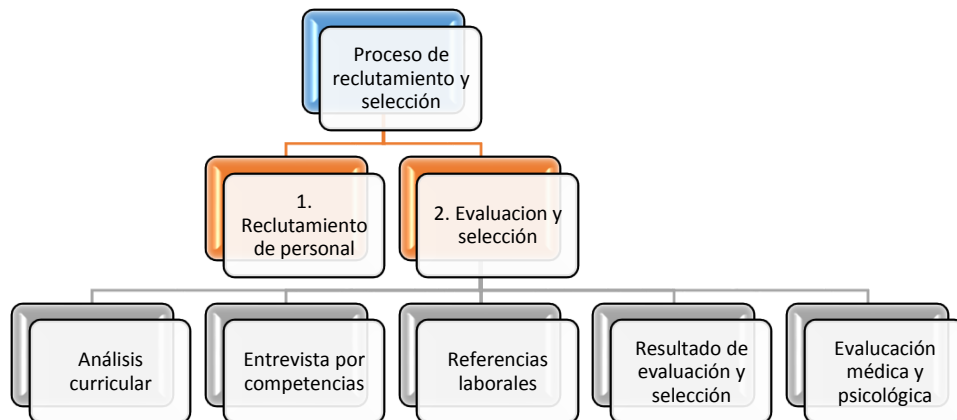 Proceso de
reclutamiento y
selección
1.
Reclutamiento
de personal
2. Evaluacion y
selección
Análisis
curricular
Entrevista por
competencias
Referencias
laborales
Resultado de
evaluación y
selección
Evalucación
médica y
psicológica